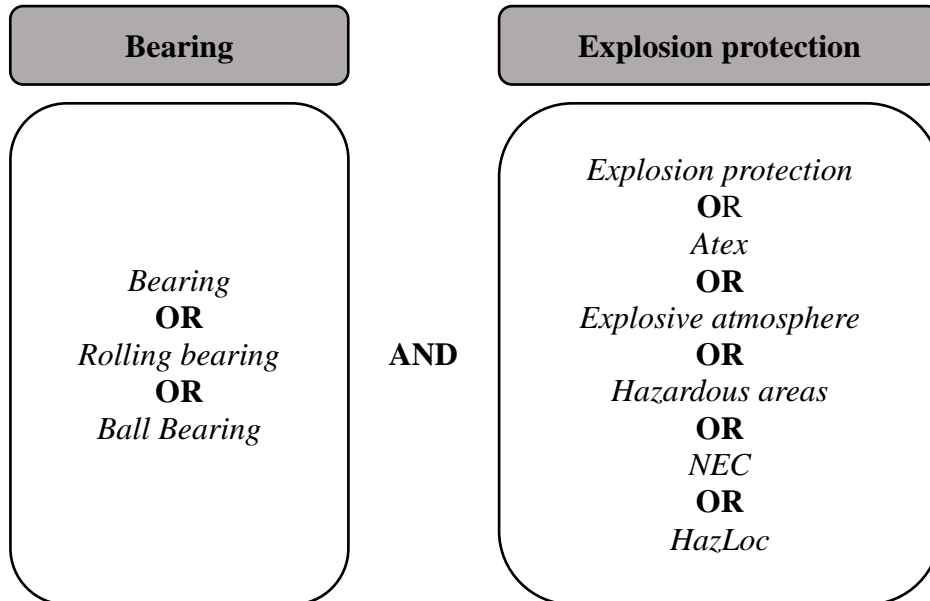 Bearing
Bearing
OR
Rolling bearing
OR
Ball Bearing
AND
Explosion protection
Explosion protection
OR
Atex
OR
Explosive atmosphere
OR
Hazardous areas
OR
NEC
OR
HazLoc